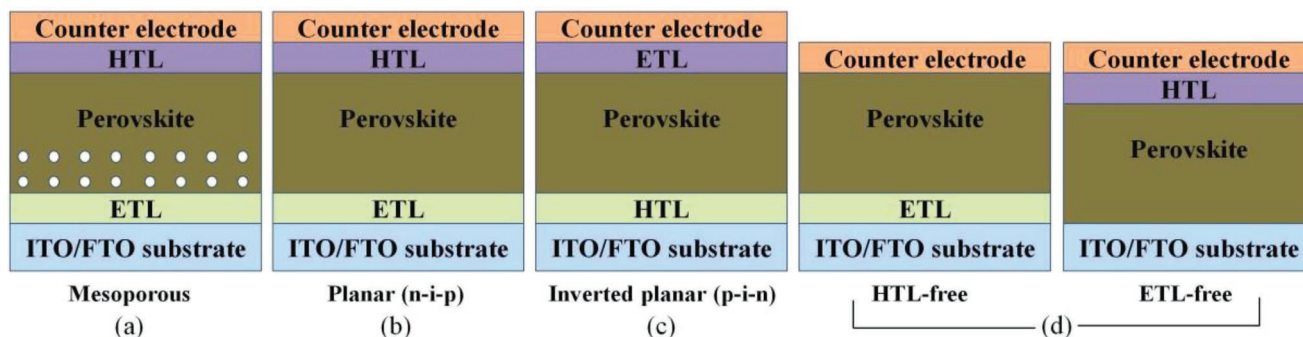 Counter electrode
HTL
Perovskite
ETL
ITO/FTO substrate
Mesoporous
(a)
Counter electrode
HTL
Perovskite
ETL
ITO/FTO substrate
Planar (n-i-p)
(b)
Counter electrode
ETL
Perovskite
HTL
ITO/FTO substrate
Inverted planar (p-i-n)
(c)
Counter electrode
Perovskite
ETL
ITO/FTO substrate
HTL-free
Counter electrode
HTL
Perovskite
ITO/FTO substrate
ETL-free
(d)